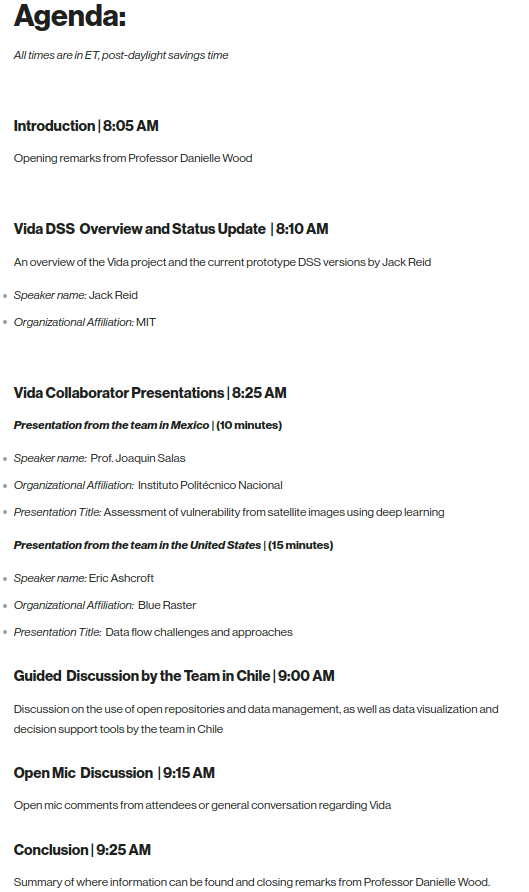 Agenda:
All times are in ET, post-daylight savings time
Introduction | 8:05 AM
Opening remarks from Professor Danielle Wood
Vida DSS Overview and Status Update | 8:10 AM
An overview of the Vida project and the current prototype DSS versions by Jack Reid
Speaker name: Jack Reid
Organizational Affiliation: MIT
Vida Collaborator Presentations | 8:25 AM
Presentation from the team in Mexico | (10 minutes)
Speaker name: Prof. Joaquin Salas
Organizational Affiliation: Instituto Politécnico Nacional
Presentation Title: Assessment of vulnerability from satellite images using deep learning
Presentation from the team in the United States | (15 minutes)
Speaker name: Eric Ashcroft
Organizational Affiliation: Blue Raster
Presentation Title: Data flow challenges and approaches
Guided Discussion by the Team in Chile | 9:00 AM
Discussion on the use of open repositories and data management, as well as data visualization and
decision support tools by the team in Chile
Open Mic Discussion | 9:15 AM
Open mic comments from attendees or general conversation regarding Vida
Conclusion | 9:25 AM
Summary of where information can be found and closing remarks from Professor Danielle Wood.